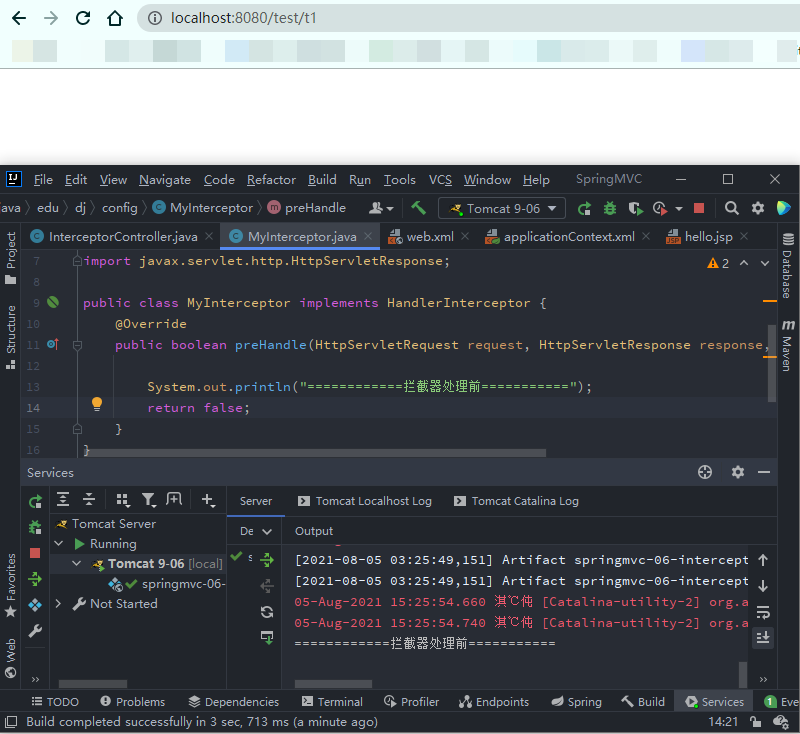 localhost:8080/test/t1
File Edit View Navigate Code Refactor Build Run Tools VCS Window Help SpringMVC
java edu dj config MyInterceptor preHandle Tomcat 9-06
InterceptorController.java MyInterceptor.java web.xml applicationContext.xml hello.jsp
Project
Structure
Database
Maven
2
7 import javax.servlet.http.HttpServletResponse;
8
9 public class MyInterceptor implements HandlerInterceptor {
10 @Override
11 public boolean preHandle(HttpServletRequest request, HttpServletResponse response,
12
13 System.out.println("============拦截器处理前===========");
14 return false;
15 }
16 }
Services
Server Tomcat Localhost Log Tomcat Catalina Log
Tomcat Server
Running
Tomcat 9-06 [local]
springmvc-06-
Not Started
De Output
[2021-08-05 03:25:49,151] Artifact springmvc-06-intercept
[2021-08-05 03:25:49,151] Artifact springmvc-06-intercept
05-Aug-2021 15:25:54.660 淇℃伅 [Catalina-utility-2] org.a
05-Aug-2021 15:25:54.740 淇℃伅 [Catalina-utility-2] org.a
============拦截器处理前===========
Favorites
Web
TODO Problems Dependencies Terminal Profiler Endpoints Spring Build Services 1 Eve
Build completed successfully in 3 sec, 713 ms (a minute ago) 14:21